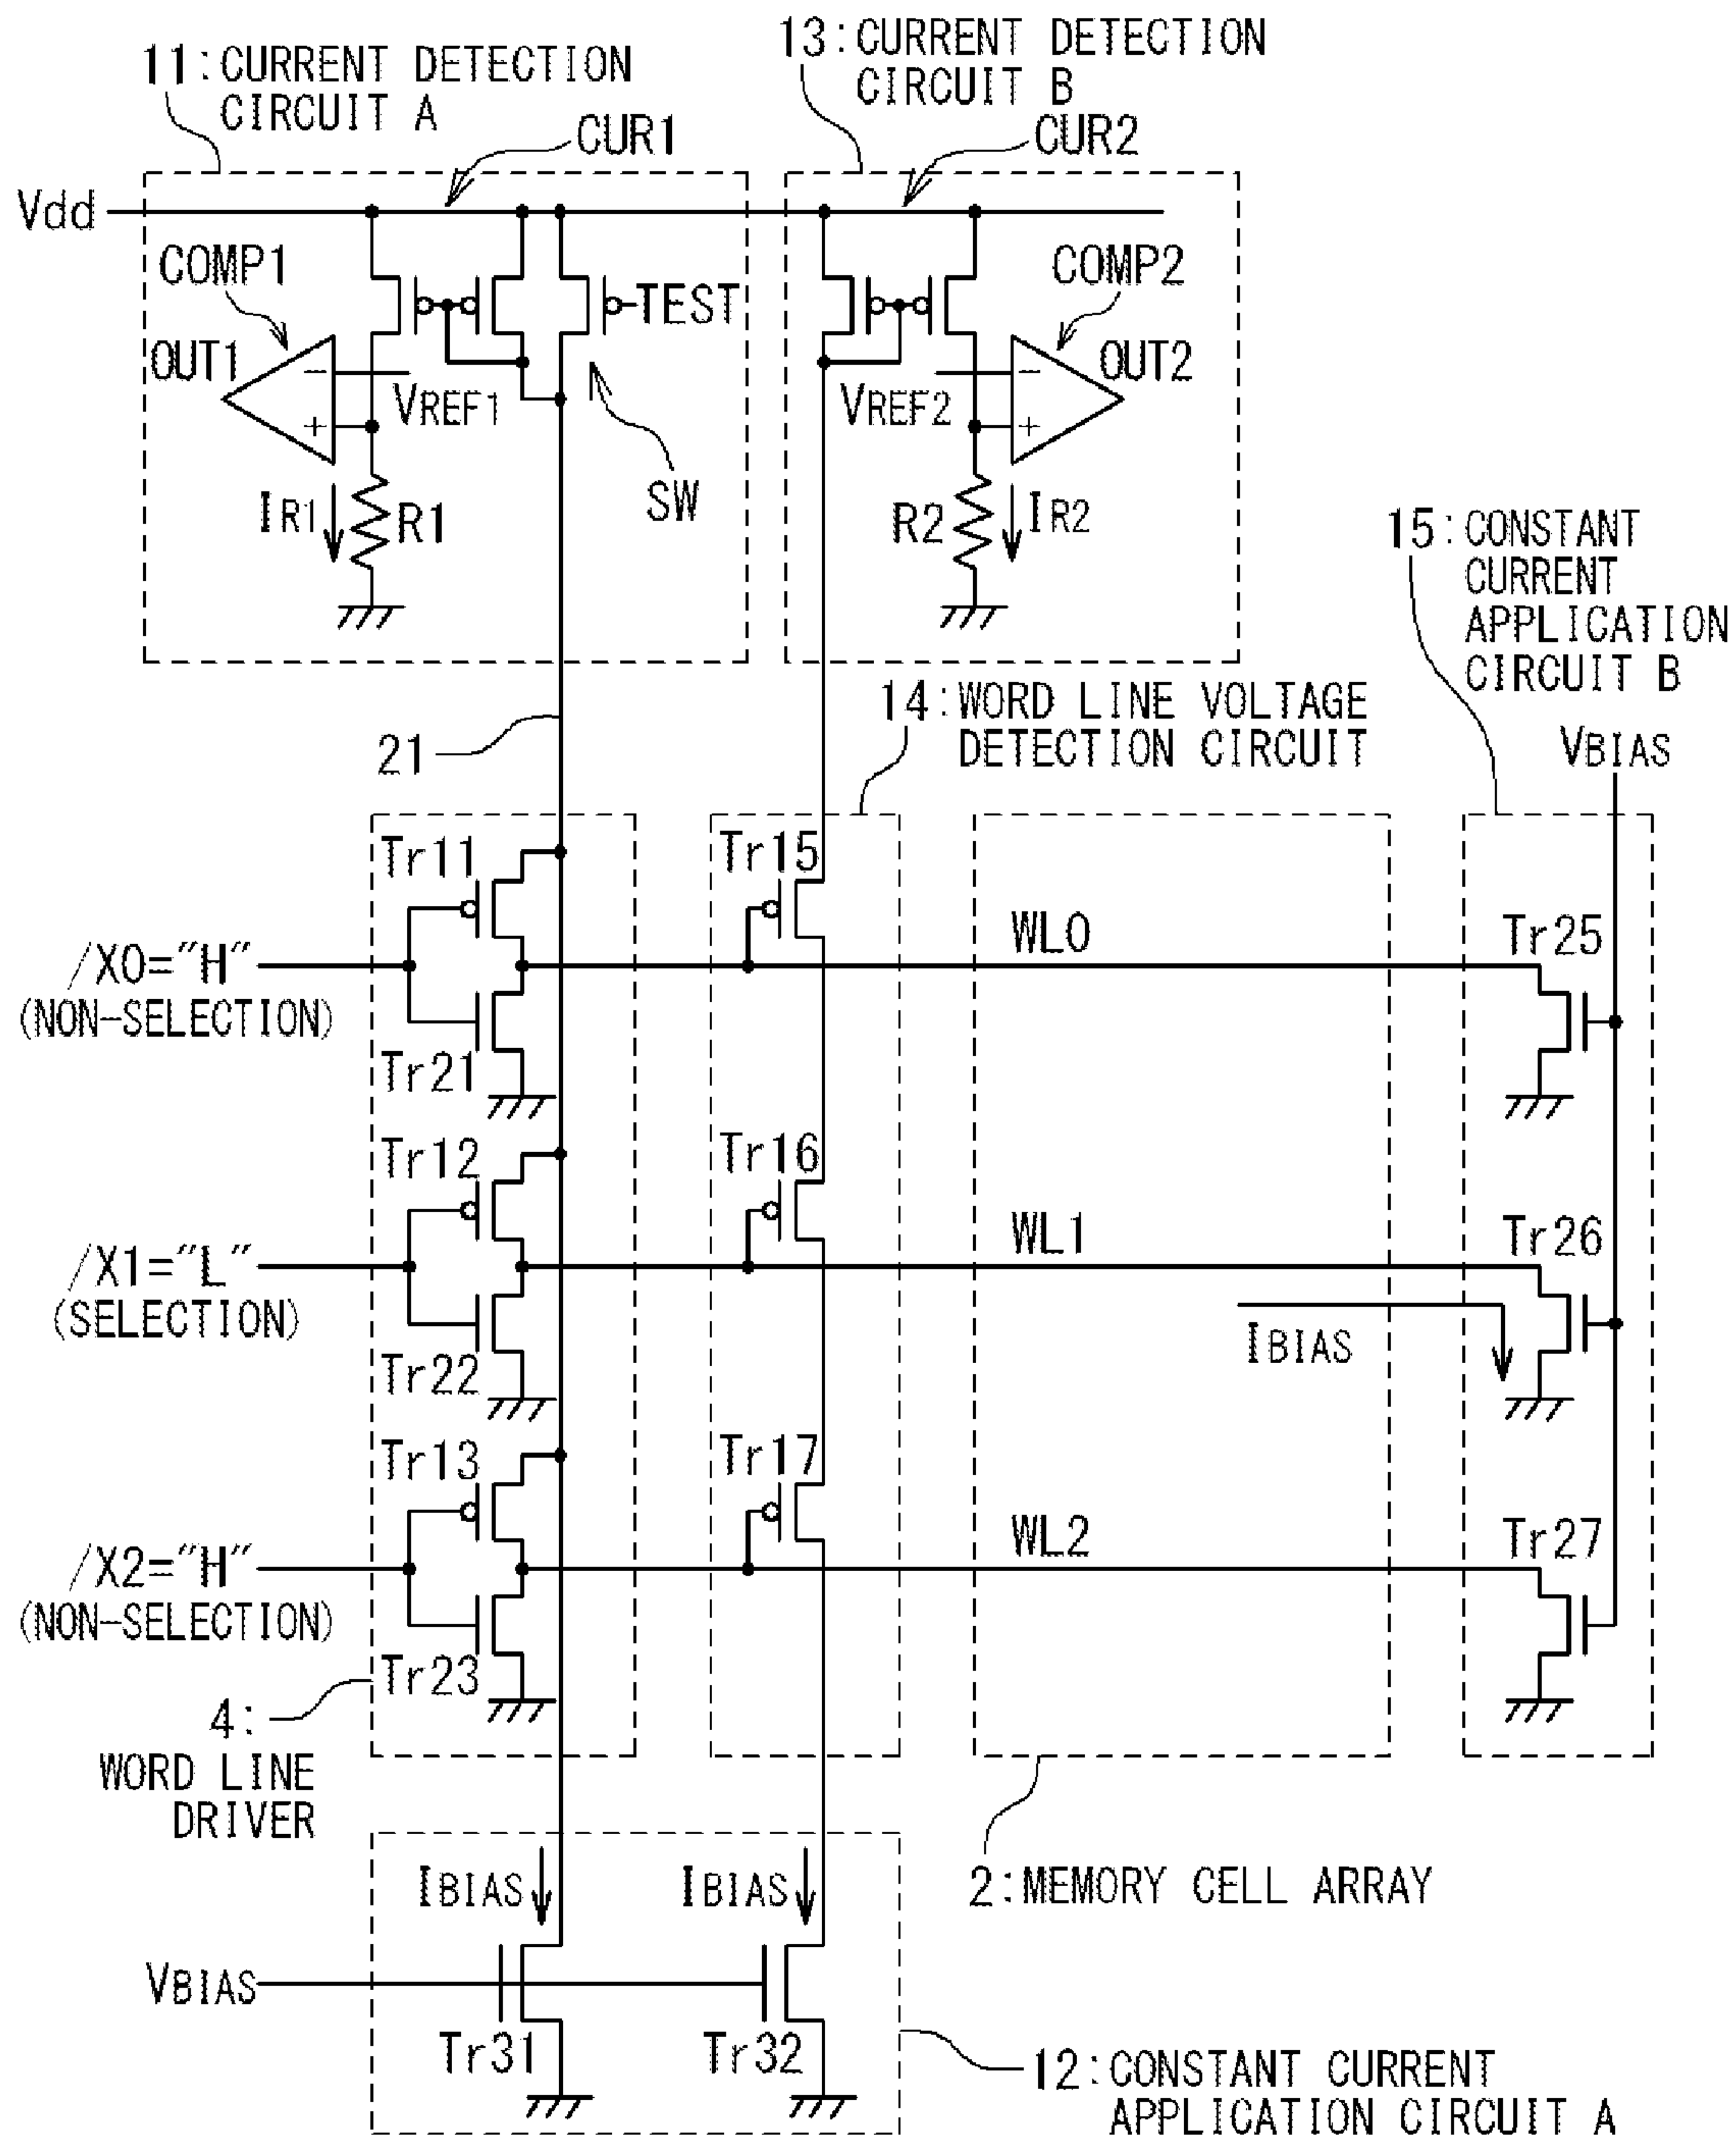 11:CURRENT DETECTION
CIRCUIT A
13:CURRENT DETECTION
CIRCUIT B
CUR1
CUR2
Vdd
COMP1
COMP2
TEST
OUT1
OUT2
−
−
VREF1
VREF2
+
+
SW
IR1
R1
R2
IR2
15:CONSTANT
CURRENT
APPLICATION
CIRCUIT B
14:WORD LINE VOLTAGE
DETECTION CIRCUIT
21
VBIAS
Tr11
Tr15
WL0
Tr25
/X0="H"
(NON-SELECTION)
Tr21
Tr12
Tr16
WL1
Tr26
/X1="L"
(SELECTION)
IBIAS
Tr22
Tr13
Tr17
WL2
Tr27
/X2="H"
(NON-SELECTION)
Tr23
4:
WORD LINE
DRIVER
IBIAS
IBIAS
2:MEMORY CELL ARRAY
VBIAS
Tr31
Tr32
12:CONSTANT CURRENT
APPLICATION CIRCUIT A